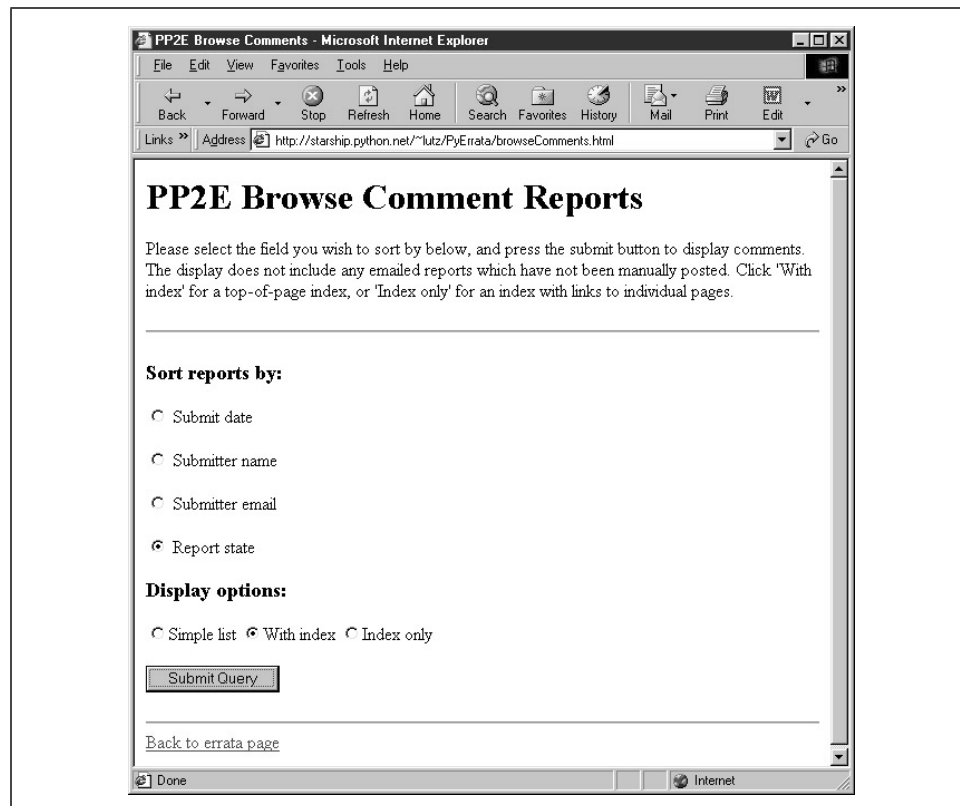 PP2E Browse Comments - Microsoft Internet Explorer
File Edit View Favorites Tools Help
Back Forward Stop Refresh Home Search Favorites History Mail Print Edit »
Links » Address http://starship.python.net/~lutz/PyErrata/browseComments.html Go
PP2E Browse Comment Reports
Please select the field you wish to sort by below, and press the submit button to display comments.
The display does not include any emailed reports which have not been manually posted. Click 'With
index' for a top-of-page index, or 'Index only' for an index with links to individual pages.
Sort reports by:
Submit date
Submitter name
Submitter email
Report state
Display options:
Simple list With index Index only
Submit Query
Back to errata page
Done Internet